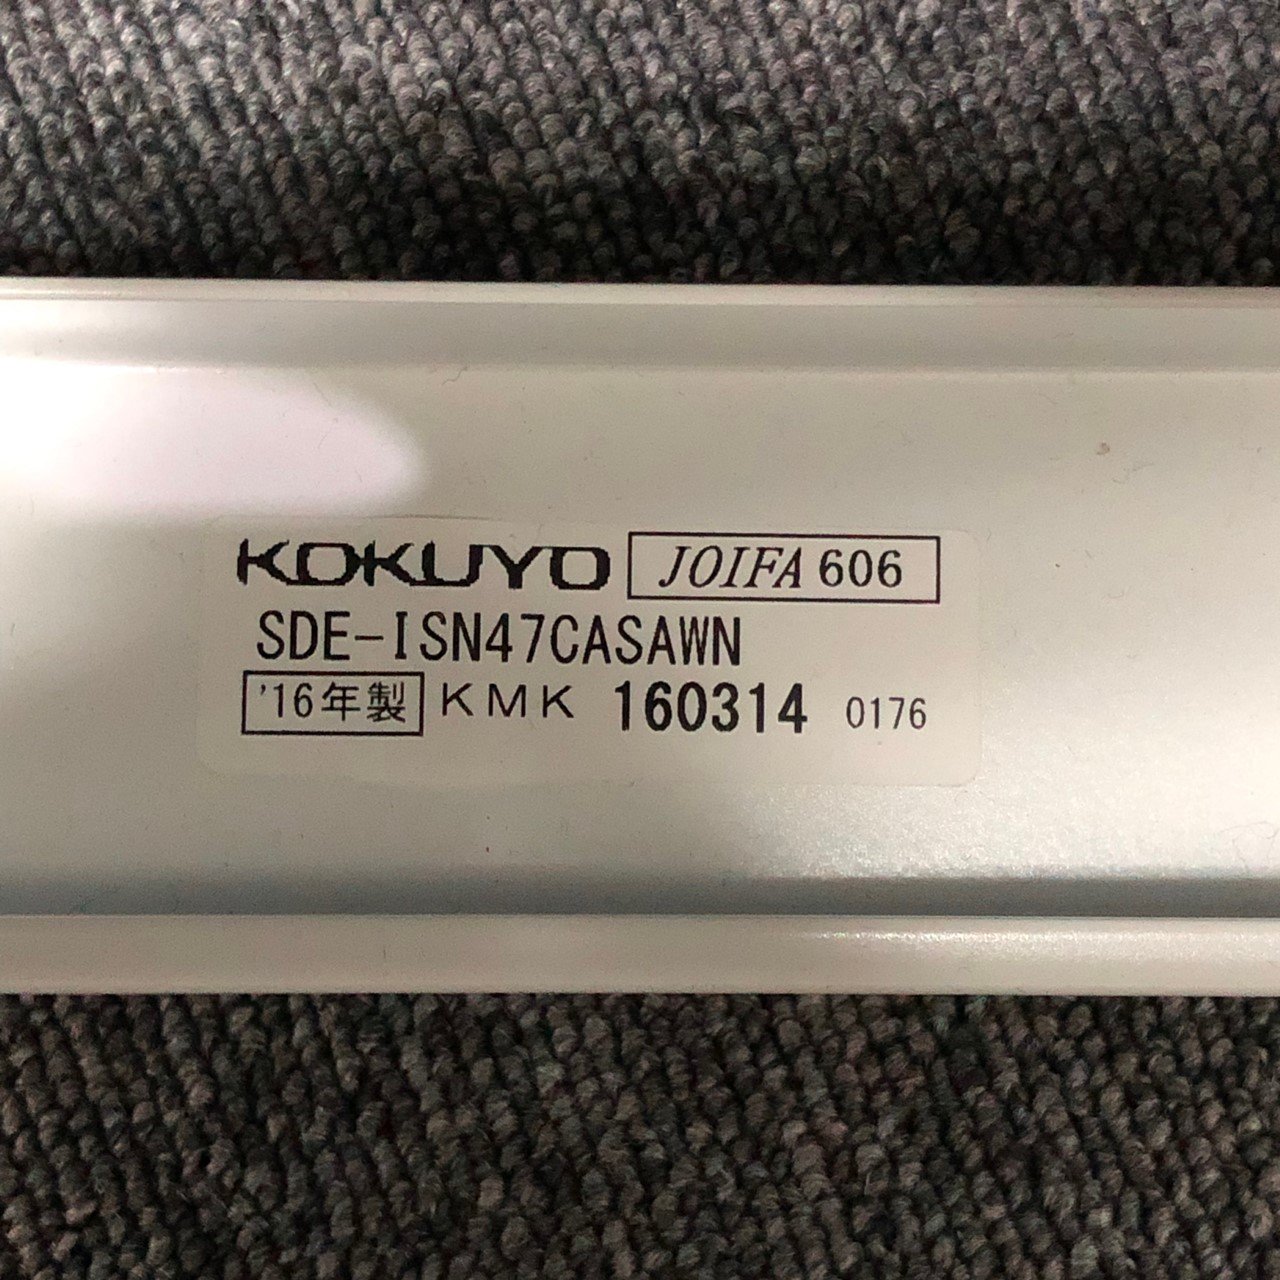 KOKUYO JOIFA 606
SDE-ISN47CASAWN
'16年製 KMK 160314 0176